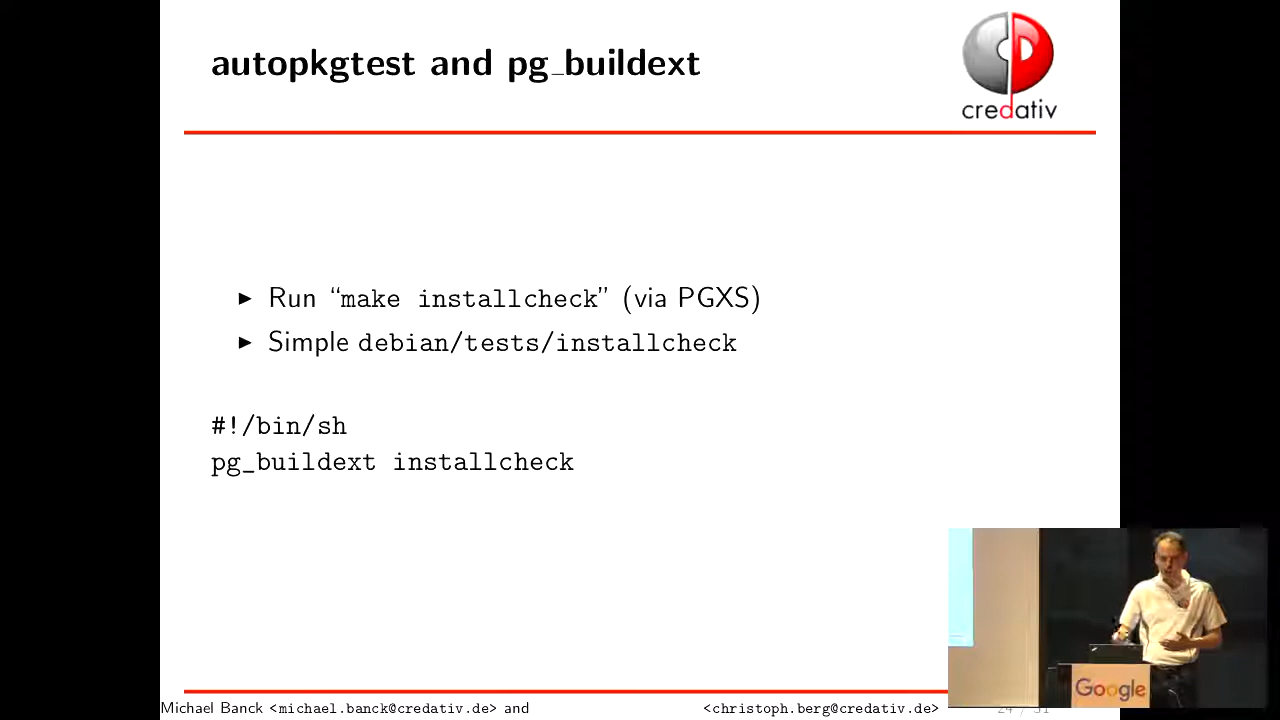 autopkgtest and pg_buildext
credativ
▶ Run “make installcheck” (via PGXS)
▶ Simple debian/tests/installcheck
#!/bin/sh
pg_buildext installcheck
Google
Michael Banck <michael.banck@credativ.de> and <christoph.berg@credativ.de>
24 / 31